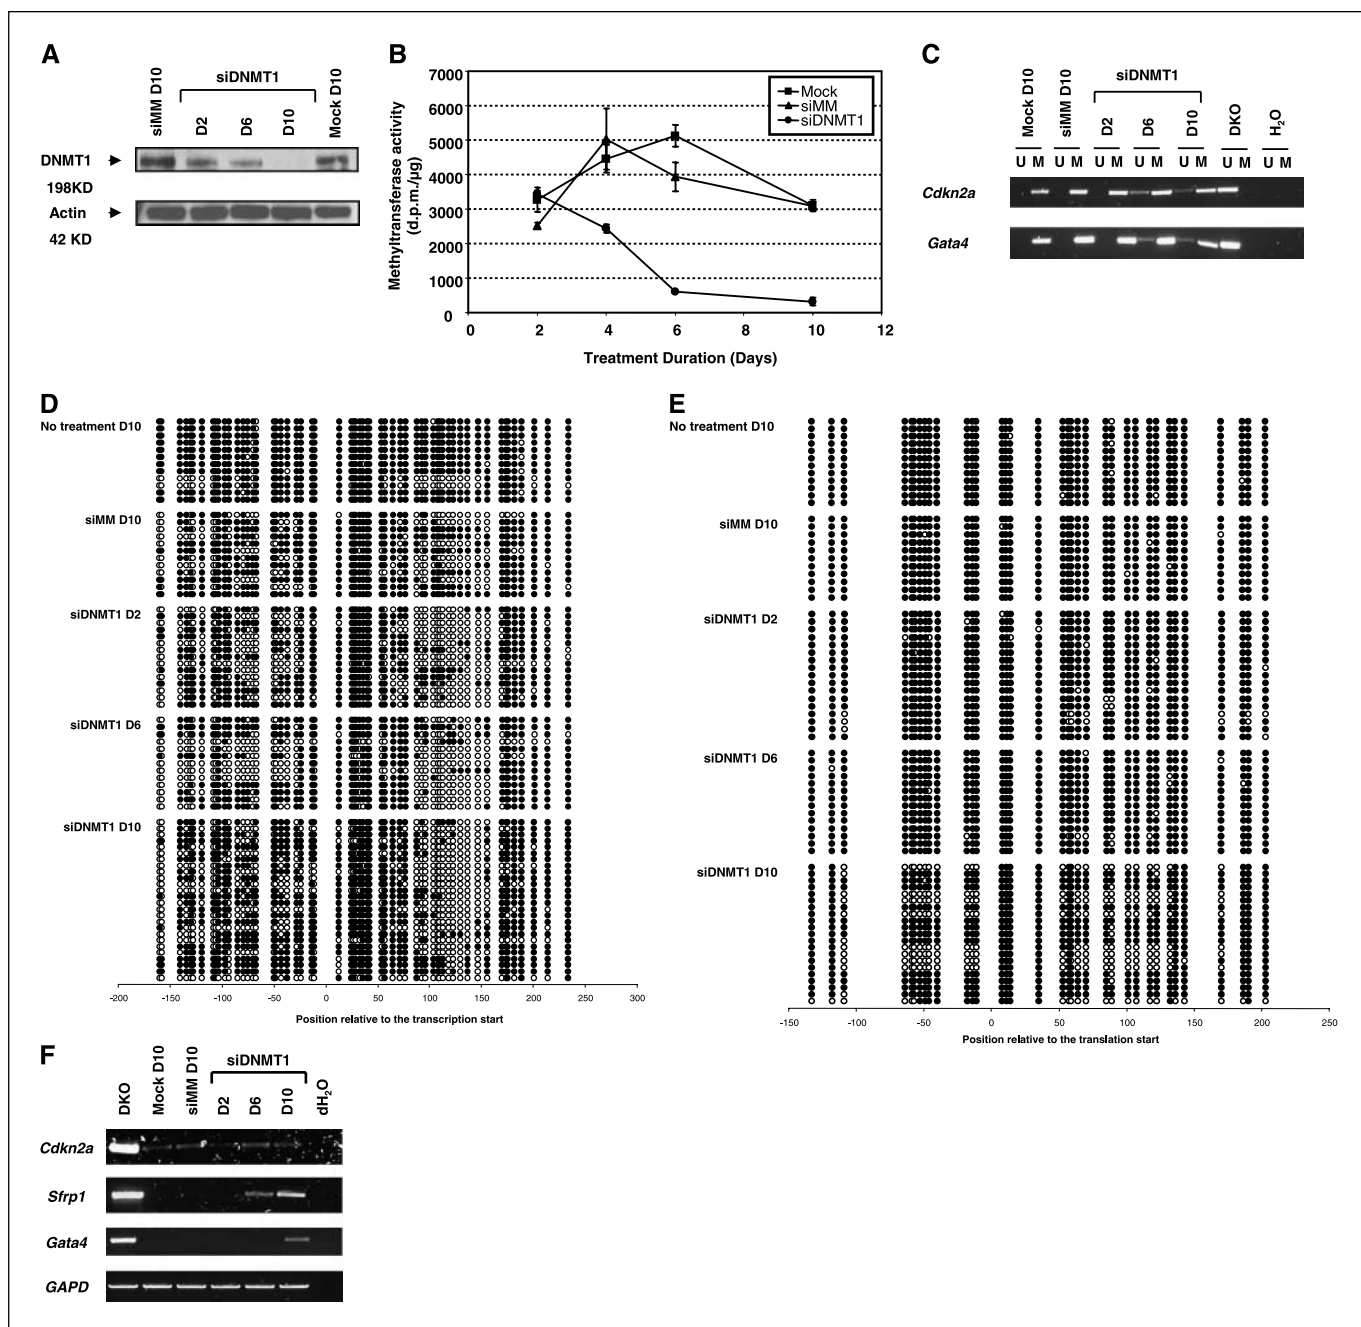 A
siMM D10
siDNMT1
D2
D6
D10
Mock D10
DNMT1
198KD
Actin
42 KD
B
7000
6000
5000
4000
3000
2000
1000
0
Methyltransferase activity
(d.p.m./µg)
Mock
siMM
siDNMT1
0
2
4
6
8
10
12
Treatment Duration (Days)
C
Mock D10
siMM D10
siDNMT1
D2
D6
D10
DKO
H2O
U M U M U M U M U M U M U M
Cdkn2a
Gata4
D
No treatment D10
siMM D10
siDNMT1 D2
siDNMT1 D6
siDNMT1 D10
-200 -150 -100 -50 0 50 100 150 200 250 300
Position relative to the transcription start
E
No treatment D10
siMM D10
siDNMT1 D2
siDNMT1 D6
siDNMT1 D10
-150 -100 -50 0 50 100 150 200 250
Position relative to the translation start
F
DKO
Mock D10
siMM D10
siDNMT1
D2
D6
D10
dH2O
Cdkn2a
Sfrp1
Gata4
GAPD